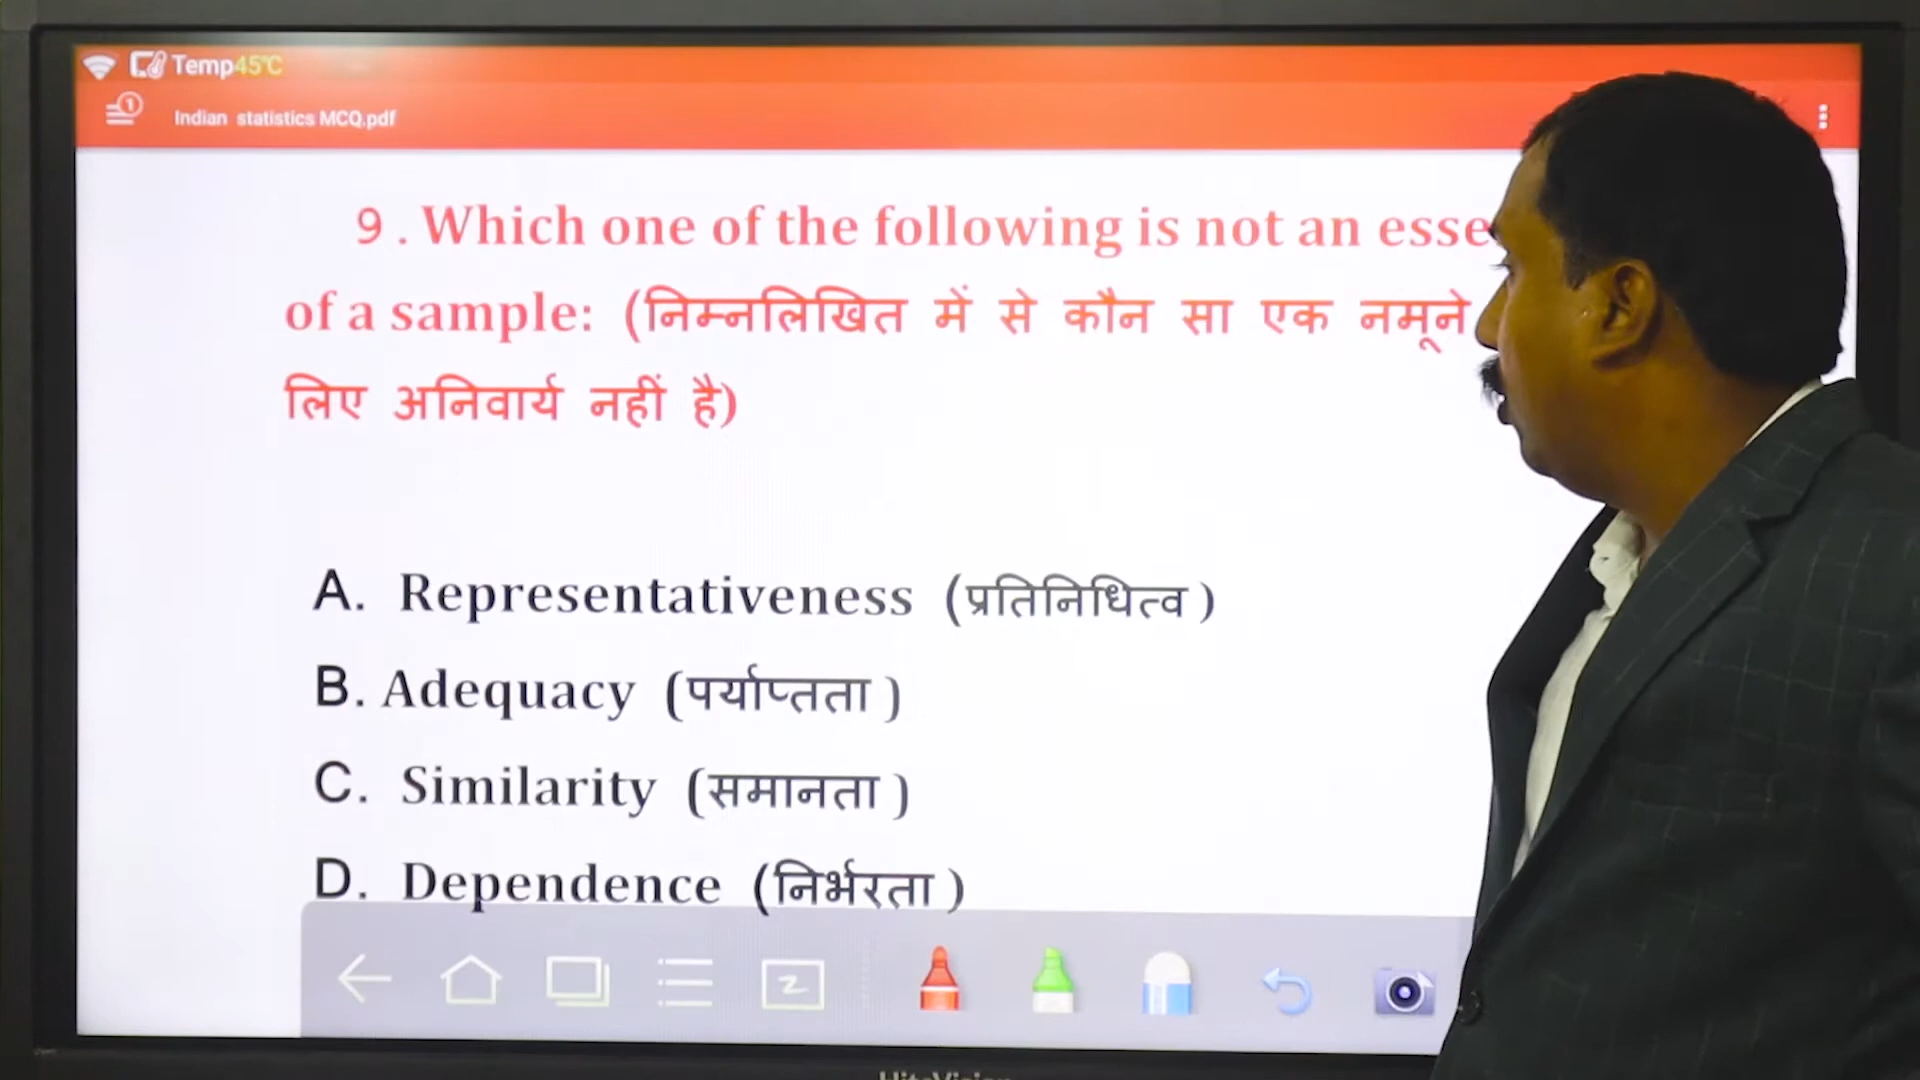 Temp45°C
Indian statistics MCQ.pdf
9 . Which one of the following is not an
of a sample: (निम्नलिखित में से कौन सा एक नमूने
लिए अनिवार्य नहीं है)
A. Representativeness (प्रतिनिधित्व )
B. Adequacy (पर्याप्तता )
C. Similarity (समानता )
D. Dependence (निर्भरता )